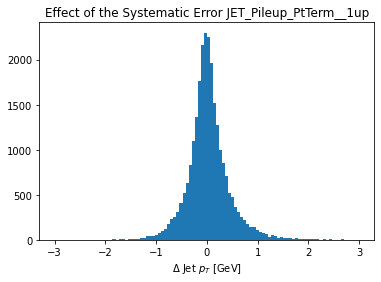 Effect of the Systematic Error JET_Pileup_PtTerm__1up
2000
1500
1000
500
0
−3 −2 −1 0 1 2 3
Δ Jet p_T [GeV]